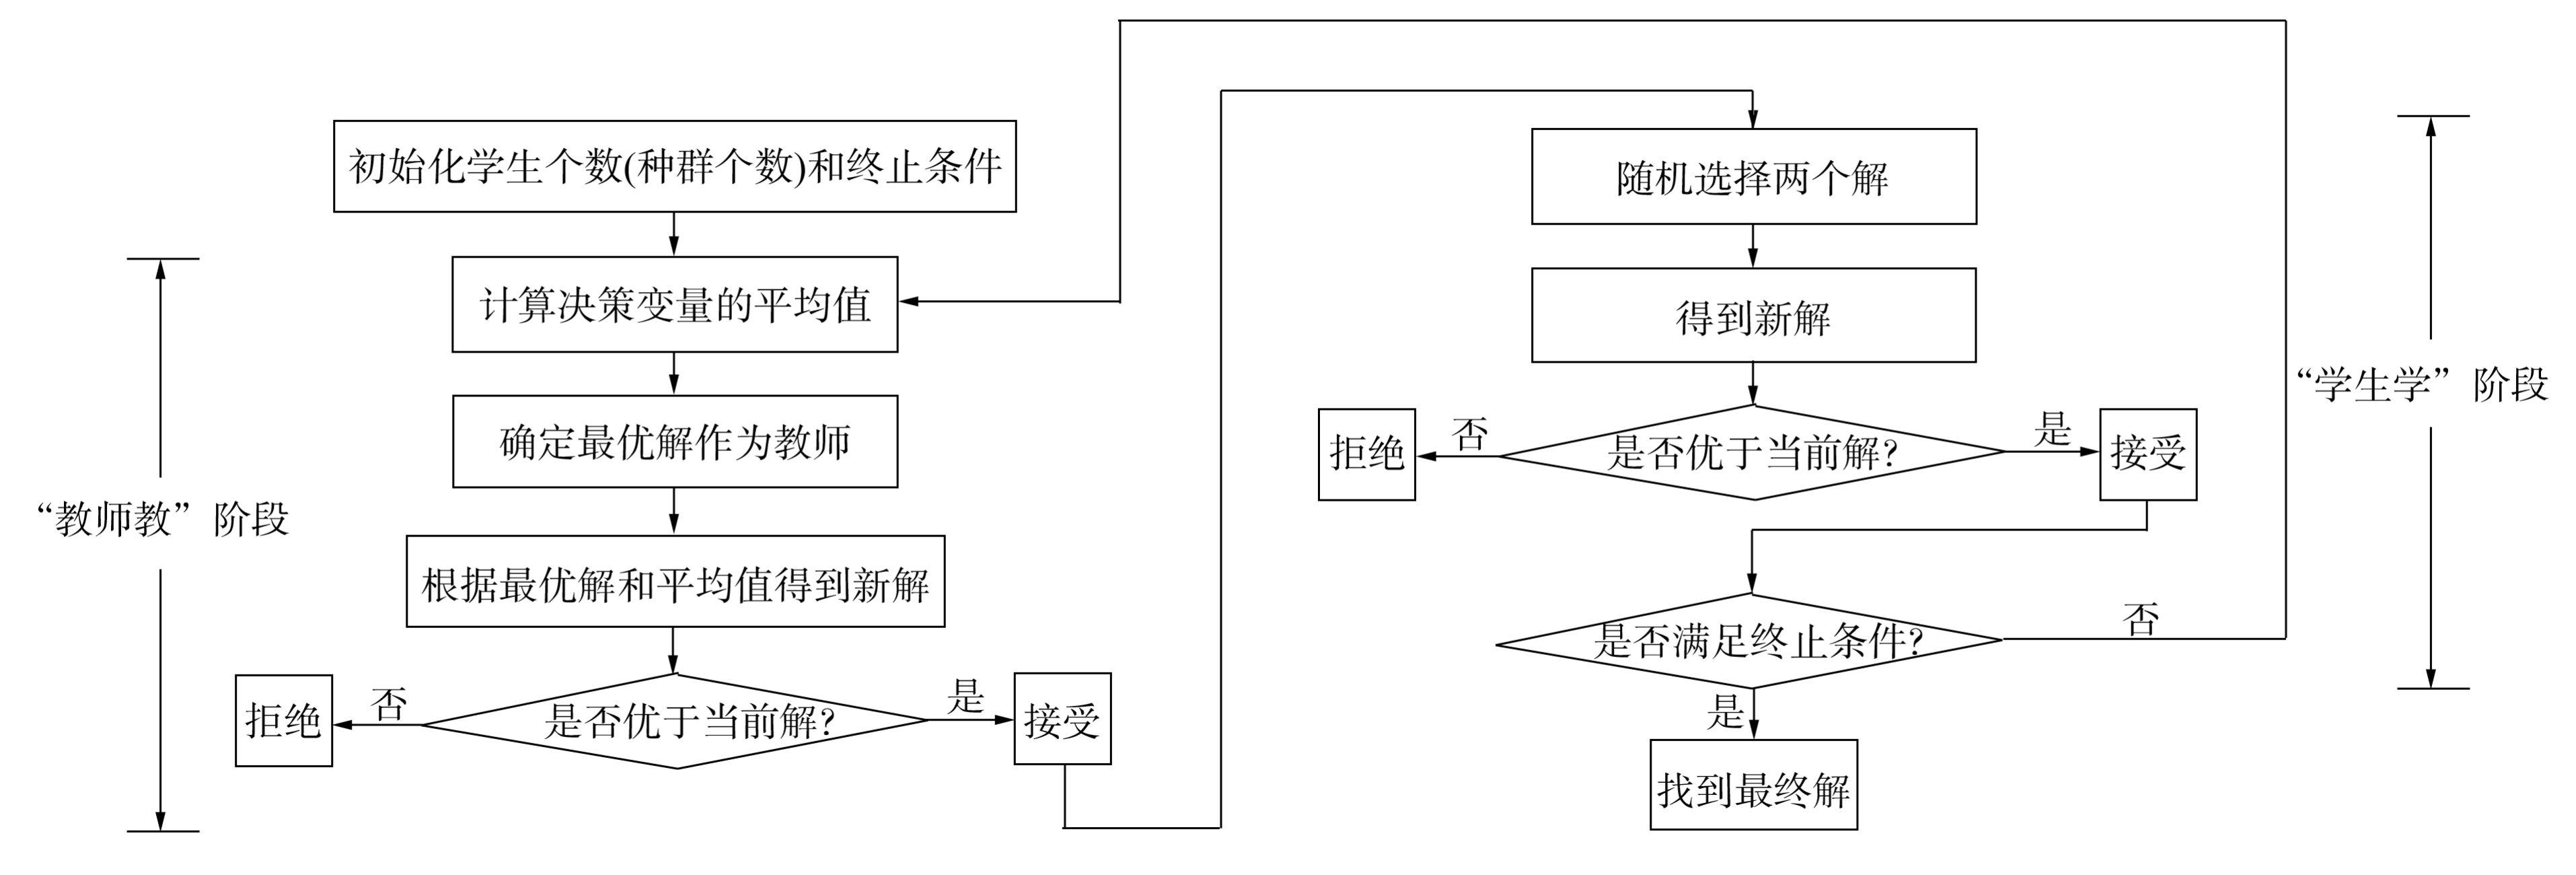 初始化学生个数(种群个数)和终止条件
计算决策变量的平均值
确定最优解作为教师
“教师教”阶段
根据最优解和平均值得到新解
拒绝
否
是否优于当前解?
是
接受
随机选择两个解
得到新解
“学生学”阶段
拒绝
否
是否优于当前解?
是
接受
是否满足终止条件?
否
是
找到最终解